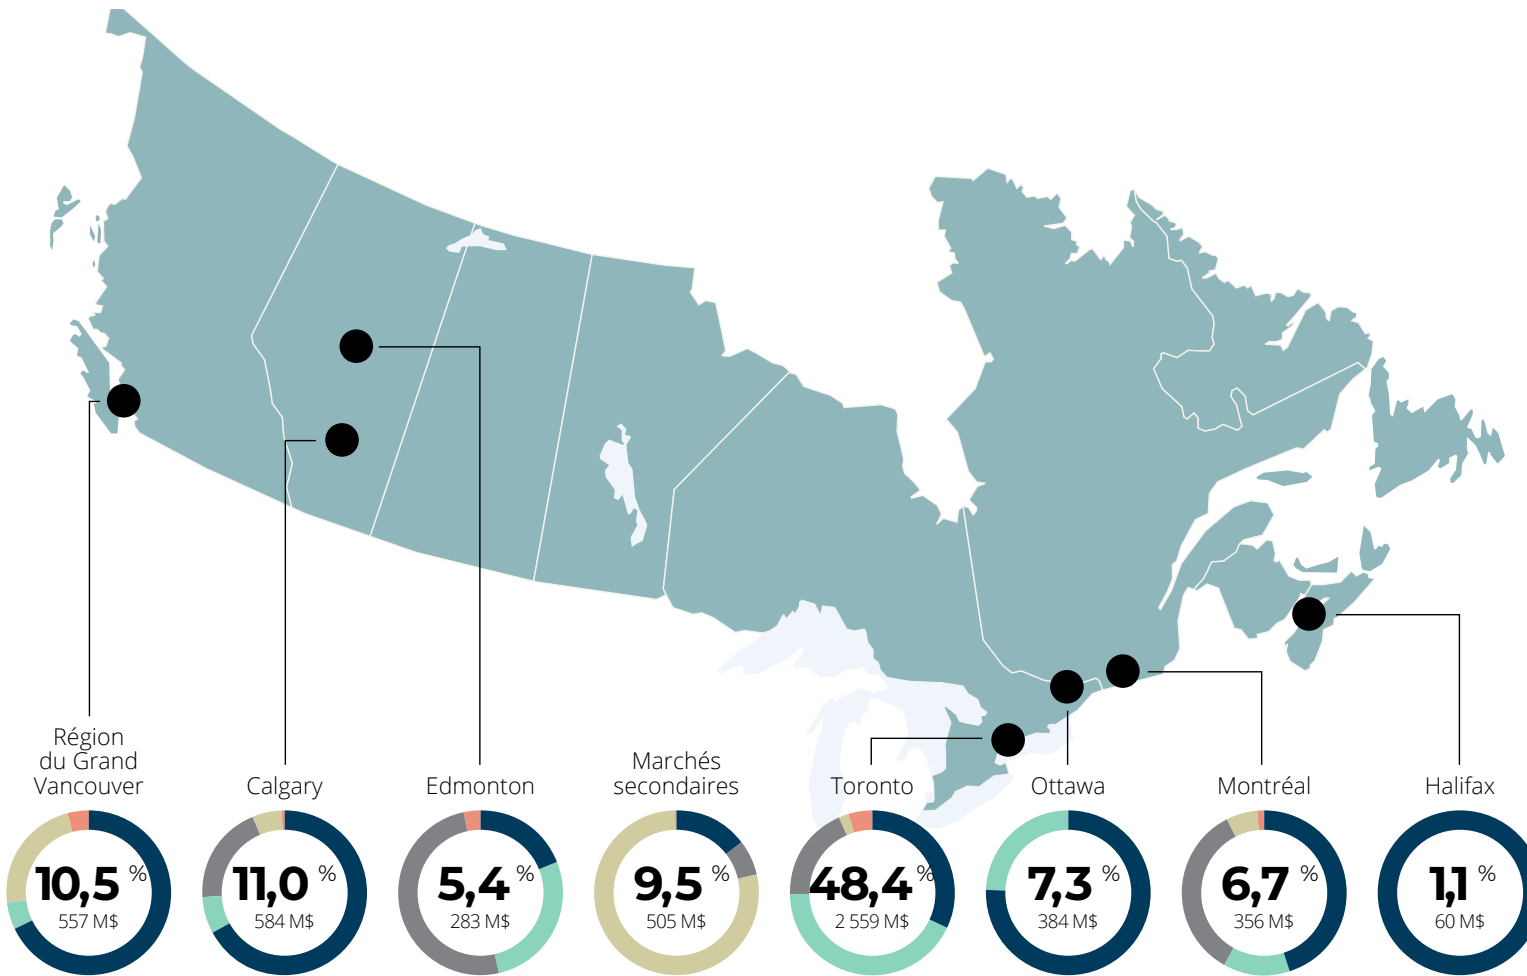 Région
du Grand
Vancouver
10,5 %
557 M$
Calgary
11,0 %
584 M$
Edmonton
5,4 %
283 M$
Marchés
secondaires
9,5 %
505 M$
Toronto
48,4 %
2 559 M$
Ottawa
7,3 %
384 M$
Montréal
6,7 %
356 M$
Halifax
1,1 %
60 M$